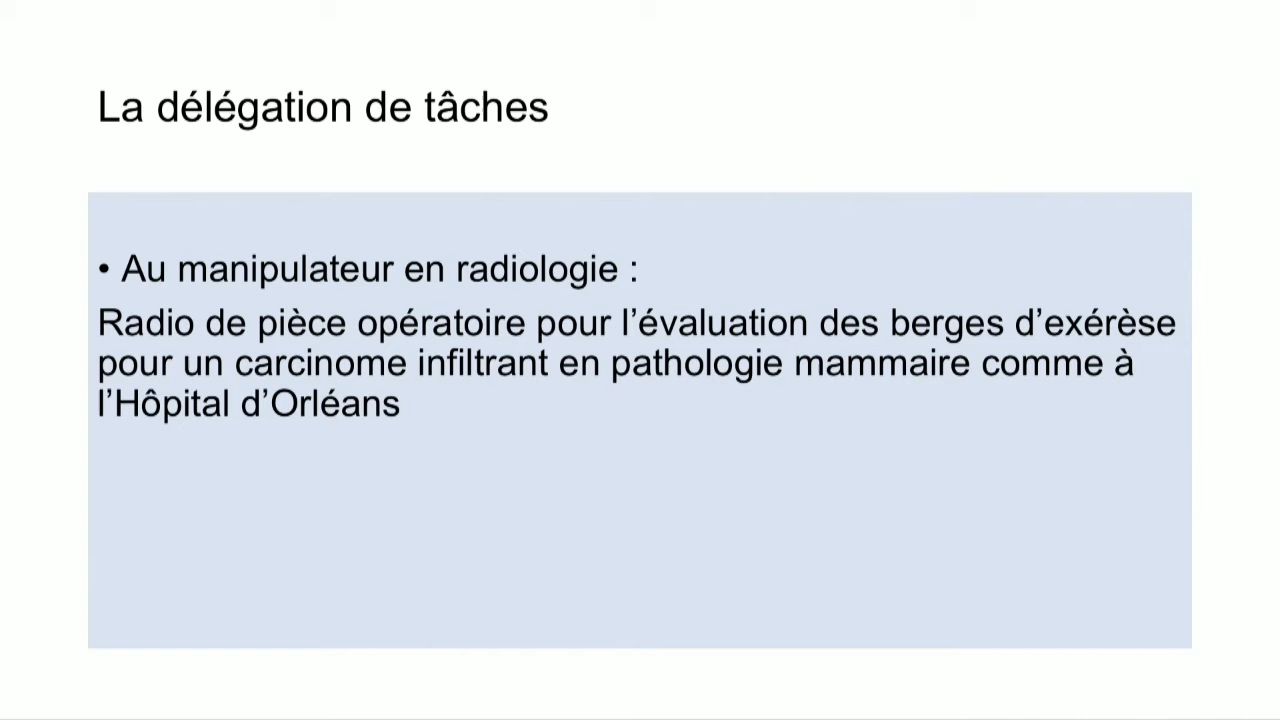 La délégation de tâches
• Au manipulateur en radiologie :
Radio de pièce opératoire pour l’évaluation des berges d’exérèse
pour un carcinome infiltrant en pathologie mammaire comme à
l’Hôpital d’Orléans